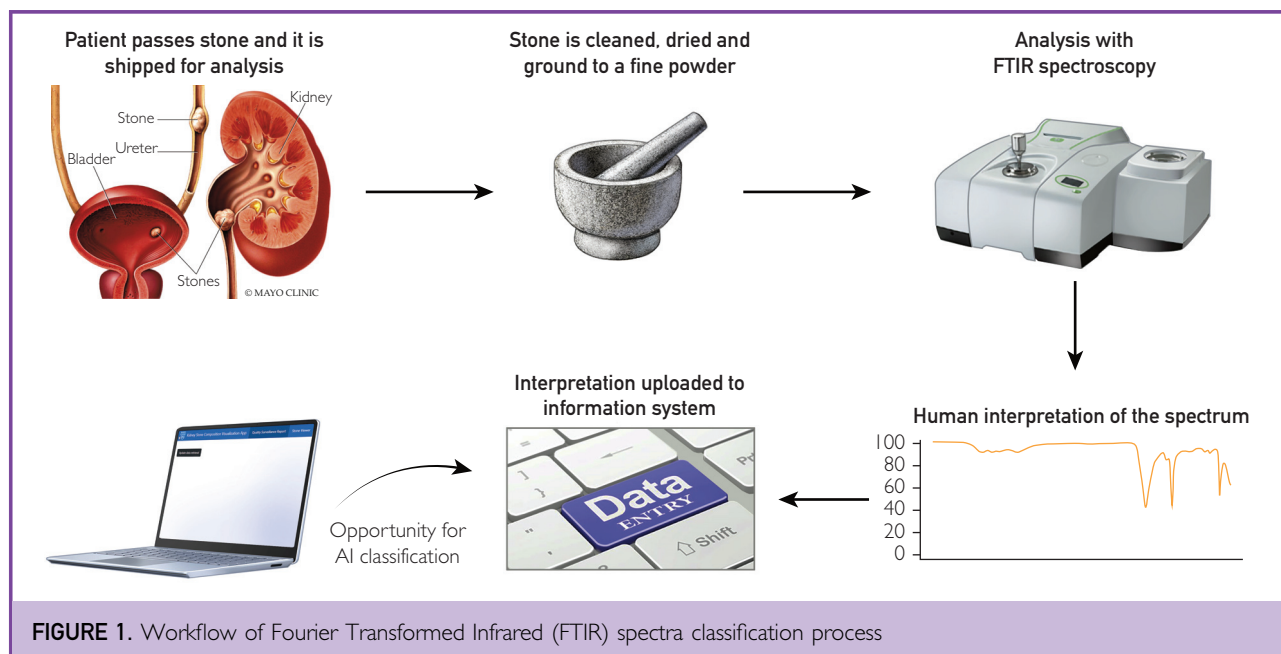 Patient passes stone and it is
shipped for analysis
Stone
Ureter
Bladder
Kidney
Stones
© MAYO CLINIC
Stone is cleaned, dried and
ground to a fine powder
Analysis with
FTIR spectroscopy
Human interpretation of the spectrum
100
80
60
40
20
0
Interpretation uploaded to
information system
Data
ENTRY
Shift
Opportunity for
AI classification
FIGURE 1. Workflow of Fourier Transformed Infrared (FTIR) spectra classification process